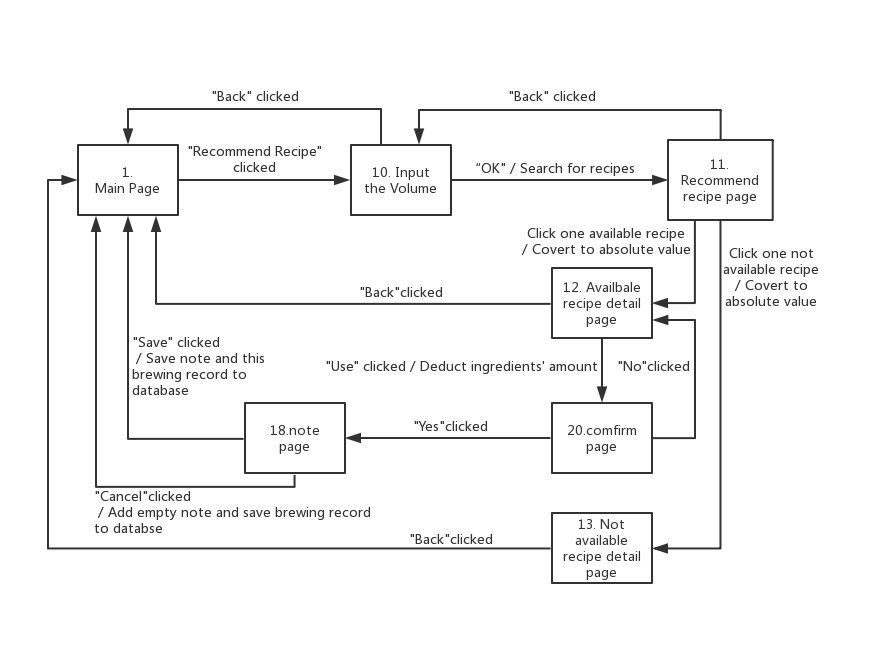 "Back" clicked
"Back" clicked
1.
Main Page
"Recommend Recipe"
clicked
10. Input
the Volume
"OK" / Search for recipes
11.
Recommend
recipe page
Click one available recipe
/ Covert to absolute value
Click one not
available recipe
/ Covert to
absolute value
"Back"clicked
12. Availbale
recipe detail
page
"Save" clicked
/ Save note and this
brewing record to
database
"Use" clicked / Deduct ingredients' amount
"No"clicked
18.note
page
"Yes"clicked
20.comfirm
page
"Cancel"clicked
/ Add empty note and save brewing record
to databse
"Back"clicked
13. Not
available
recipe detail
page